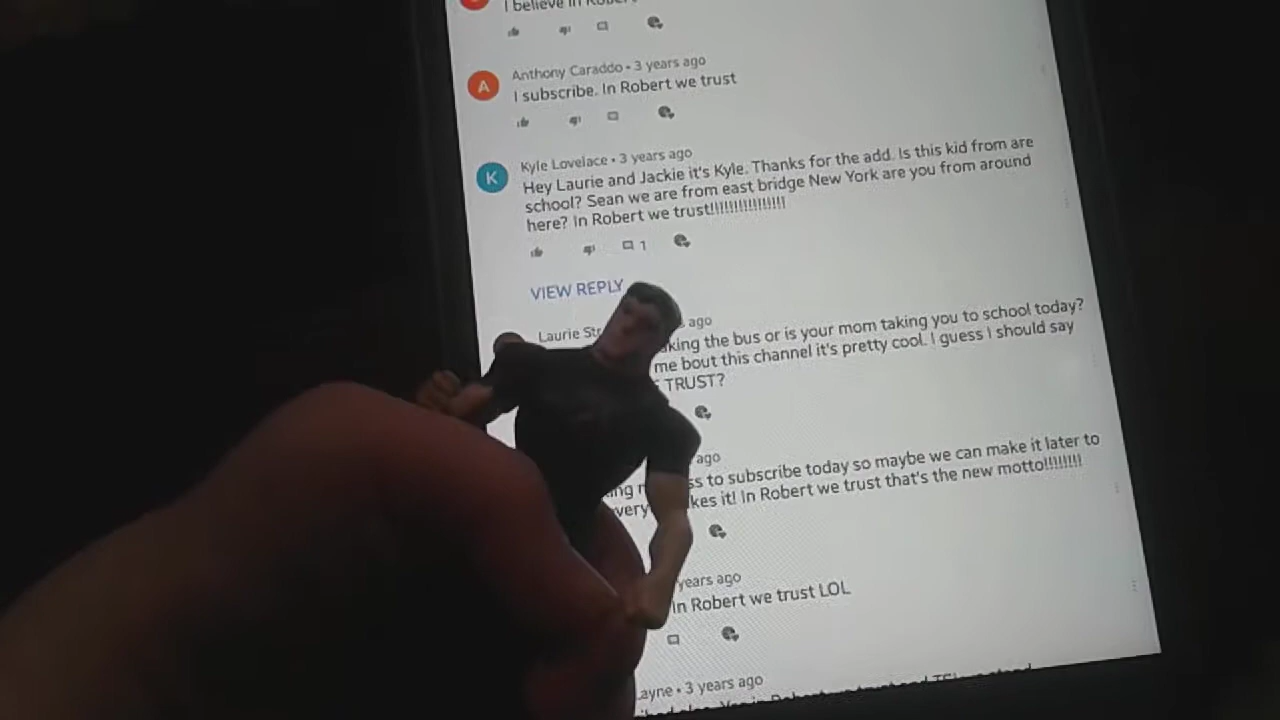 I believe in Robert
A
Anthony Caraddo • 3 years ago
I subscribe. In Robert we trust
K
Kyle Lovelace • 3 years ago
Hey Laurie and Jackie it's Kyle. Thanks for the add. Is this kid from are
school? Sean we are from east bridge New York are you from around
here? In Robert we trust!!!!!!!!!!!!!!!!
1
VIEW REPLY
Laurie ago
king the bus or is your mom taking you to school today?
me bout this channel it's pretty cool. I guess I should say
TRUST?
ago
ss to subscribe today so maybe we can make it later to
very kes it! In Robert we trust that's the new motto!!!!!!!!
years ago
In Robert we trust LOL
ayne • 3 years ago